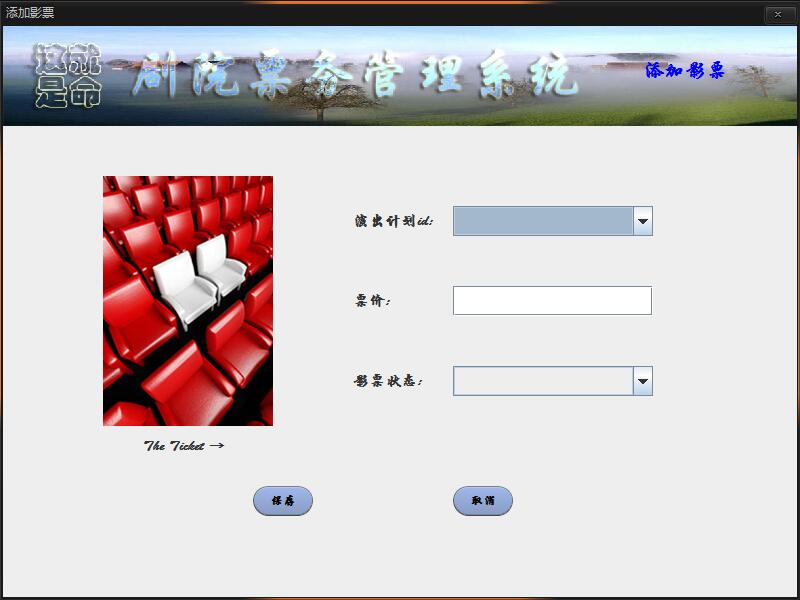 添加影票
这就
是命
剧院票务管理系统
添加影票
演出计划id:
票价:
影票状态:
The Ticket →
保存
取消